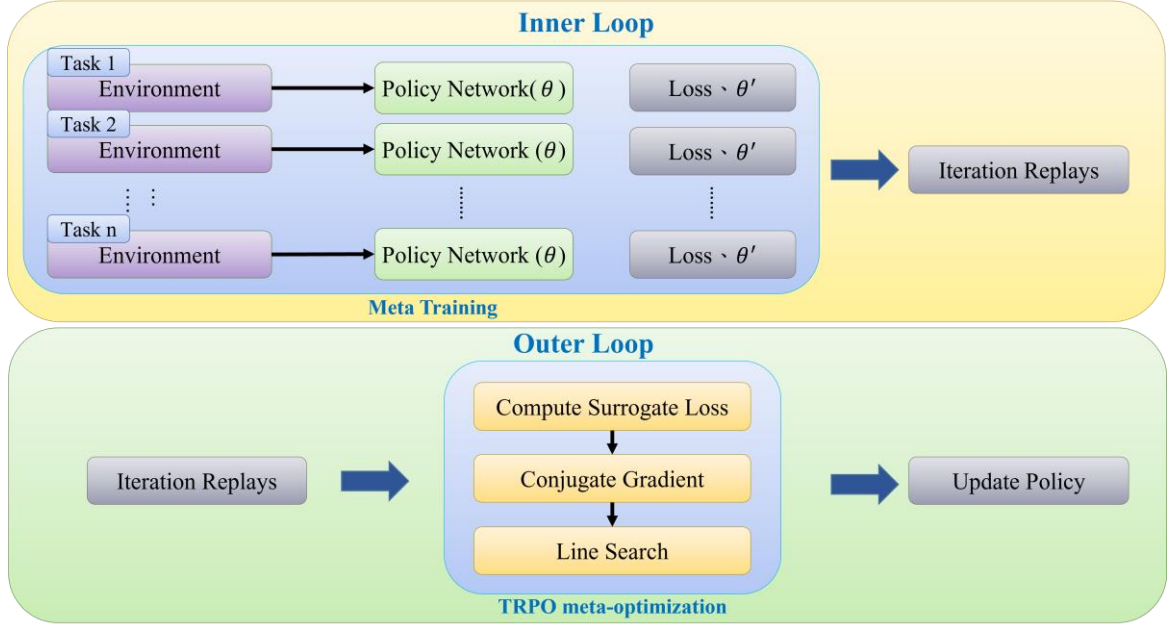 Inner Loop
Task 1
Environment
Policy Network( θ )
Loss、θ′
Task 2
Environment
Policy Network (θ)
Loss、θ′
Iteration Replays
Task n
Environment
Policy Network (θ)
Loss、θ′
Meta Training
Outer Loop
Compute Surrogate Loss
Iteration Replays
Conjugate Gradient
Update Policy
Line Search
TRPO meta-optimization